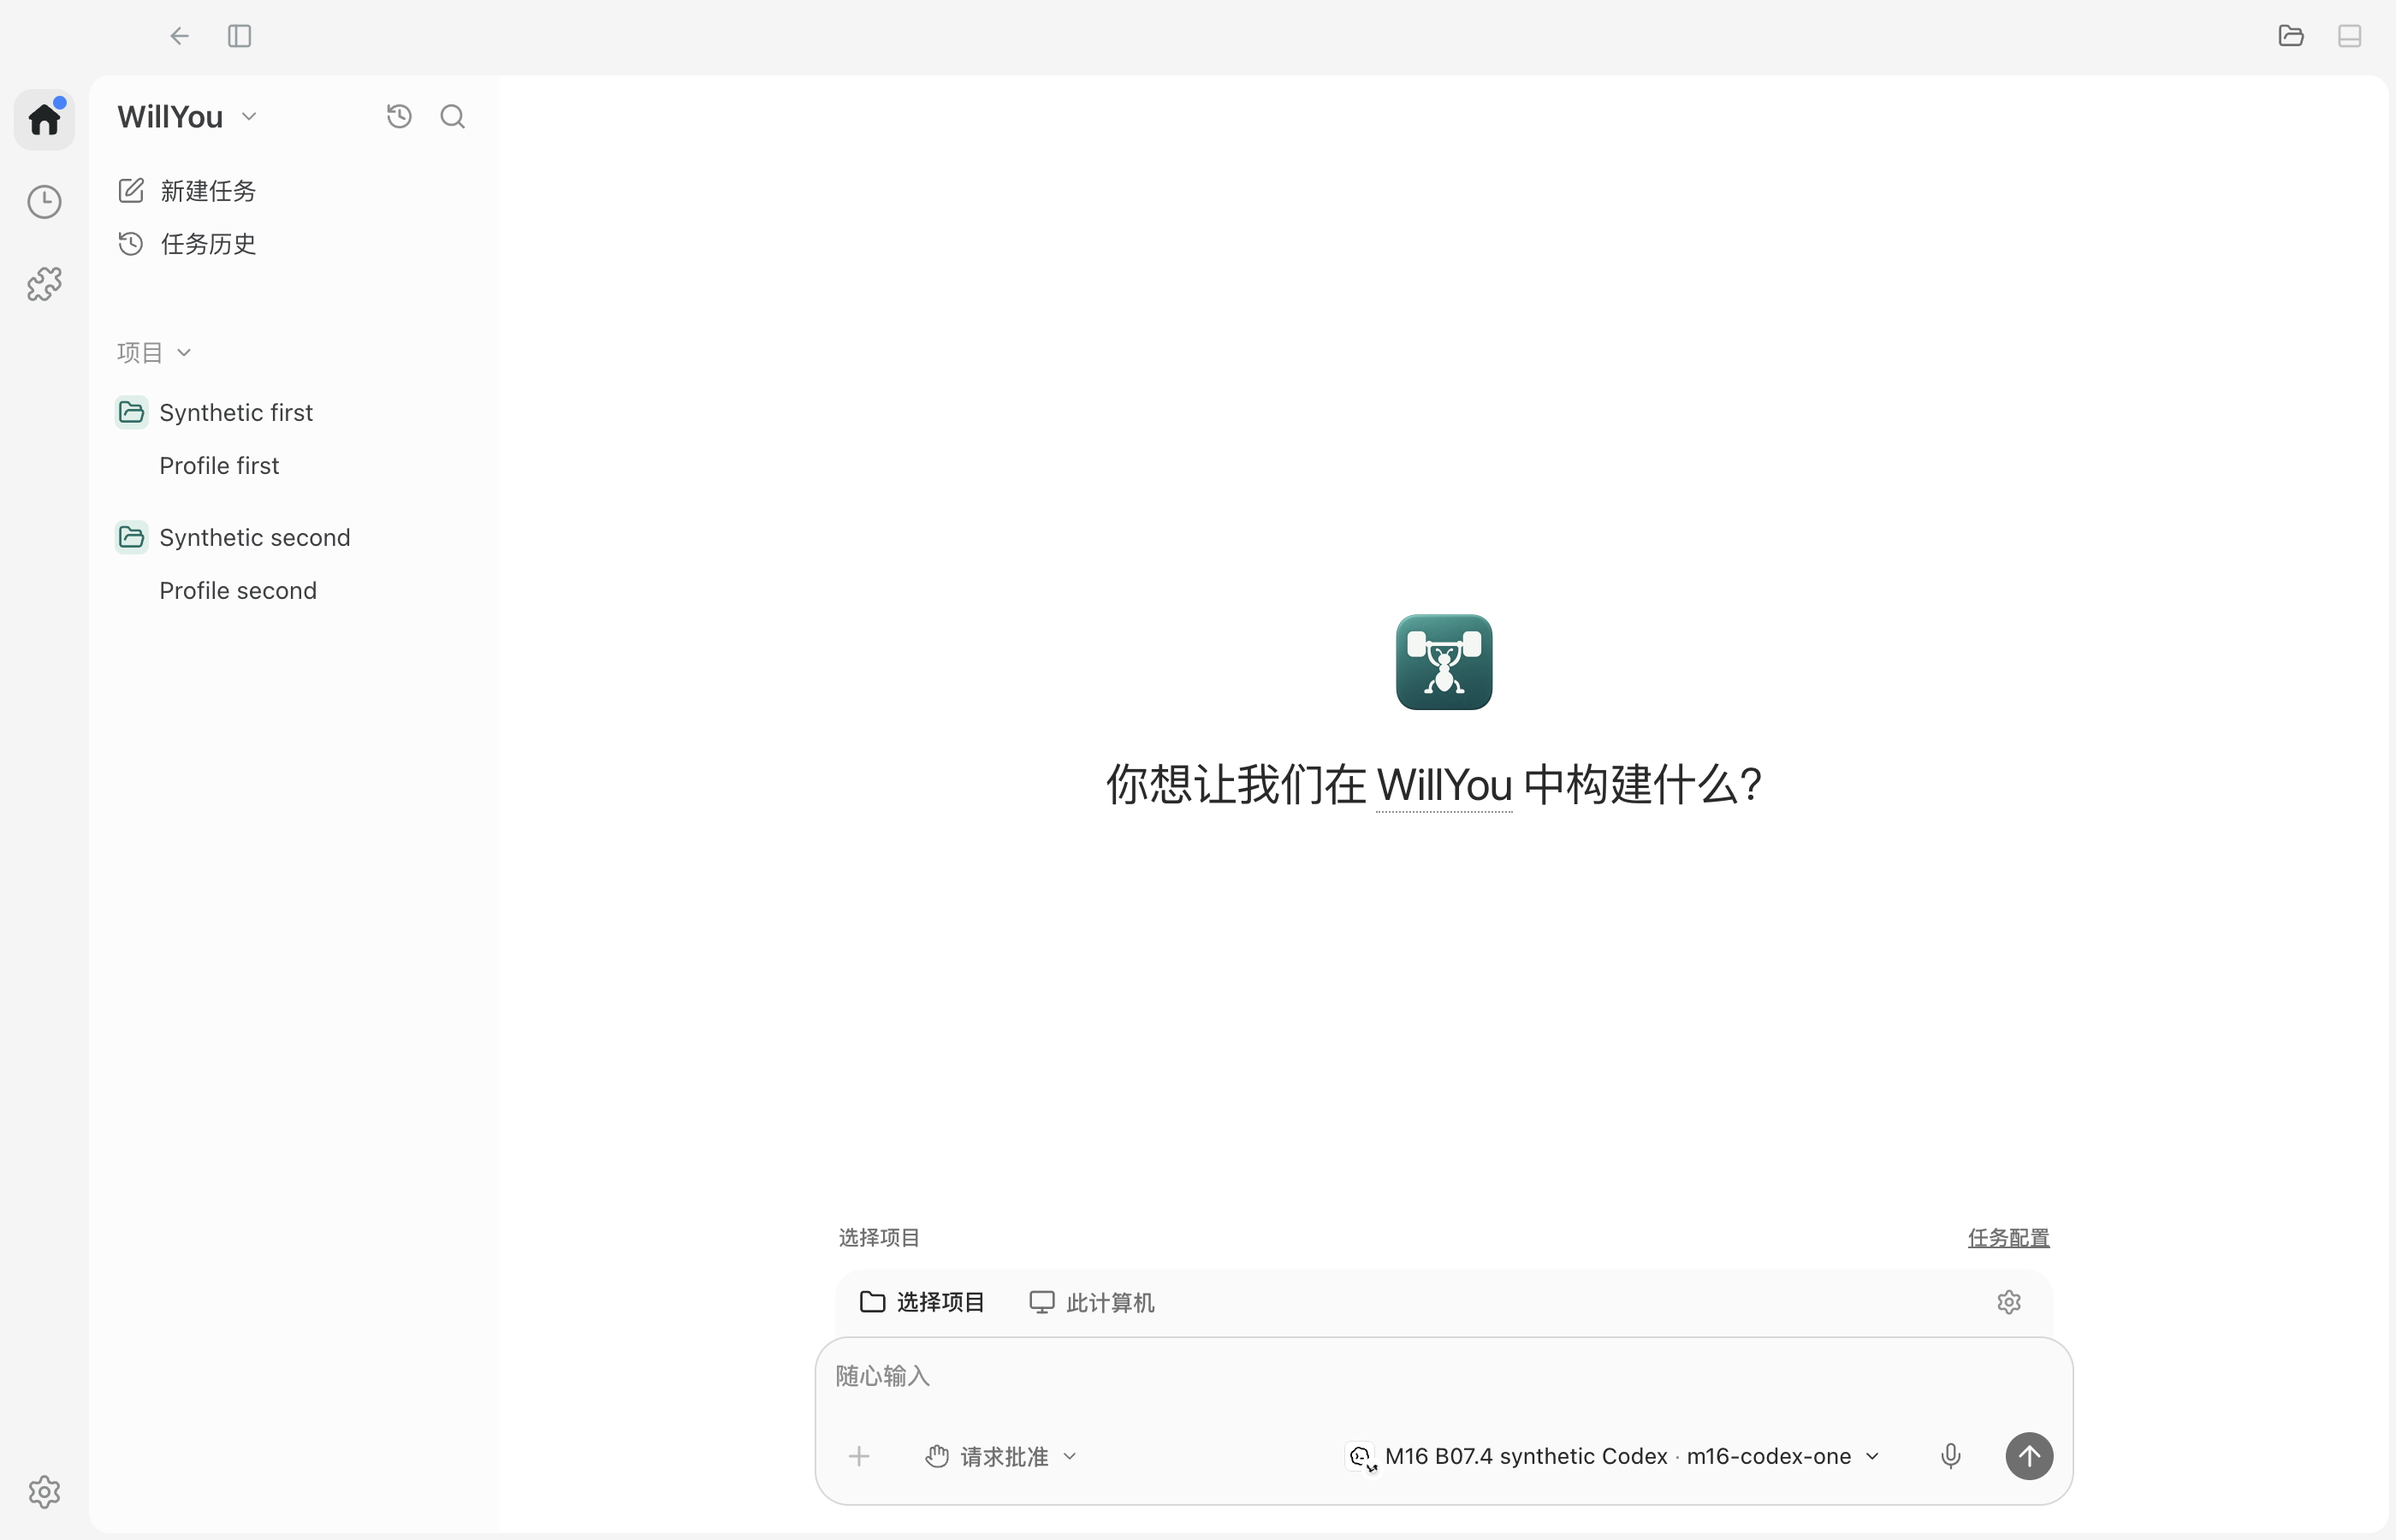 WillYou
新建任务
任务历史
项目
Synthetic first
Profile first
Synthetic second
Profile second
你想让我们在 WillYou 中构建什么？
选择项目
任务配置
选择项目
此计算机
随心输入
请求批准
M16 B07.4 synthetic Codex · m16-codex-one